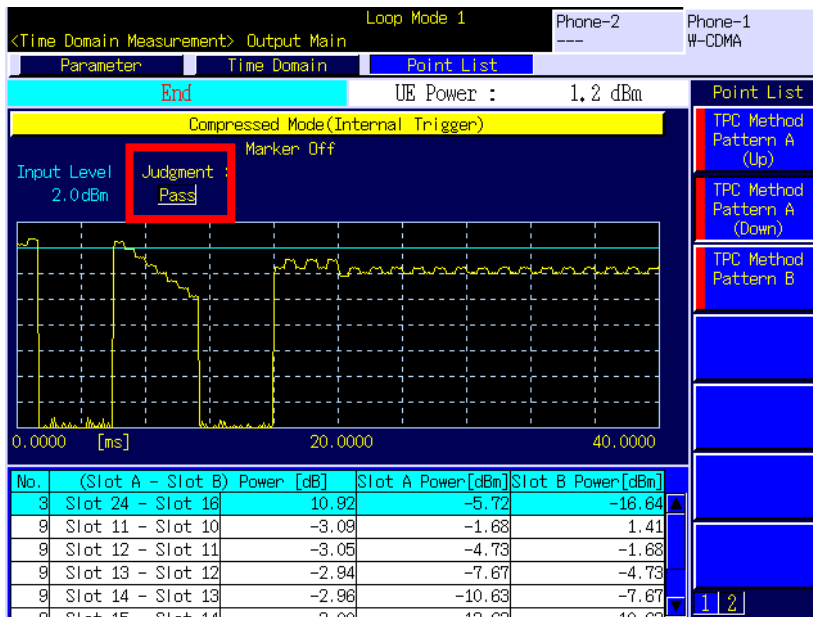 Loop Mode 1
Phone-2
Phone-1
<Time Domain Measurement> Output Main
---
W-CDMA
Parameter
Time Domain
Point List
End
UE Power : 1.2 dBm
Point List
Compressed Mode(Internal Trigger)
Marker Off
Input Level
2.0dBm
Judgment :
Pass
TPC Method
Pattern A
(Up)
TPC Method
Pattern A
(Down)
TPC Method
Pattern B
0.0000 [ms] 20.0000 40.0000
No. (Slot A - Slot B) Power [dB] Slot A Power[dBm] Slot B Power[dBm]
3 Slot 24 - Slot 16 10.92 -5.72 -16.64
9 Slot 11 - Slot 10 -3.09 -1.68 1.41
9 Slot 12 - Slot 11 -3.05 -4.73 -1.68
9 Slot 13 - Slot 12 -2.94 -7.67 -4.73
9 Slot 14 - Slot 13 -2.96 -10.63 -7.67
1 2